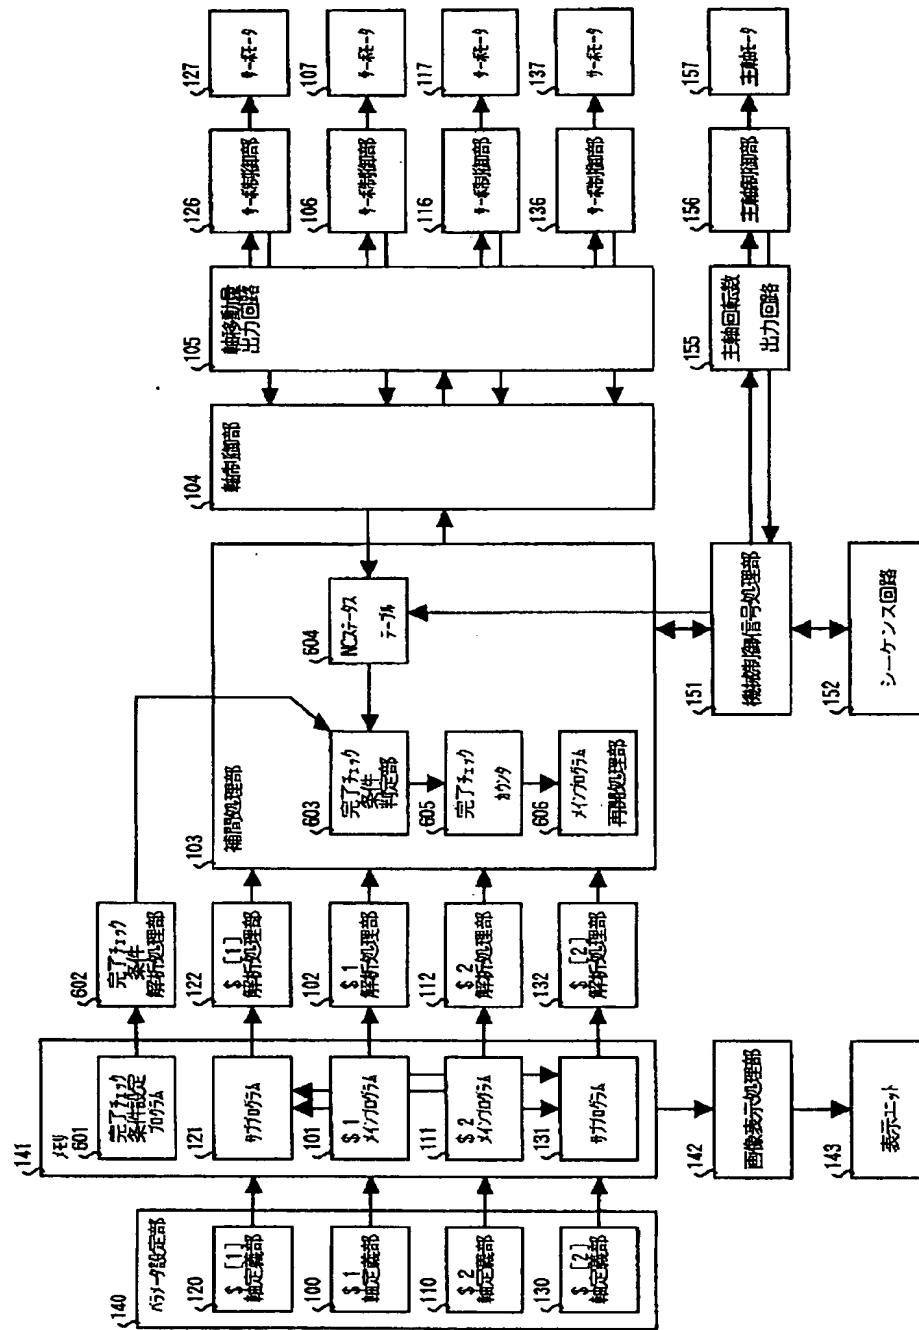 127
サーボモータ
107
サーボモータ
117
サーボモータ
137
サーボモータ
157
主軸モータ
126
サーボ制御部
106
サーボ制御部
116
サーボ制御部
136
サーボ制御部
156
主軸制御部
105
軸移動量
出力回路
155
主軸回転数
出力回路
104
軸制御部
103
補間処理部
604
NCステータス
テーブル
603
完了チェック
条件
判定部
605
完了チェック
カウンタ
606
メインプログラム
再開処理部
151
機械制御信号処理部
152
シーケンス回路
602
完了チェック
条件
解析処理部
122
$ [1]
解析処理部
102
$ 1
解析処理部
112
$ 2
解析処理部
132
$ [2]
解析処理部
141
メモリ
601
完了チェック
条件設定
プログラム
121
サブプログラム
101
$ 1
メインプログラム
111
$ 2
メインプログラム
131
サブプログラム
142
画像表示処理部
143
表示ユニット
140
パラメータ設定部
120
$ [1]
軸定義部
100
$ 1
軸定義部
110
$ 2
軸定義部
130
$ [2]
軸定義部